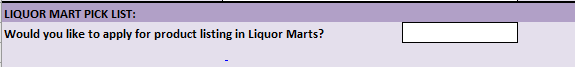 LIQUOR MART PICK LIST:
Would you like to apply for product listing in Liquor Marts?
-